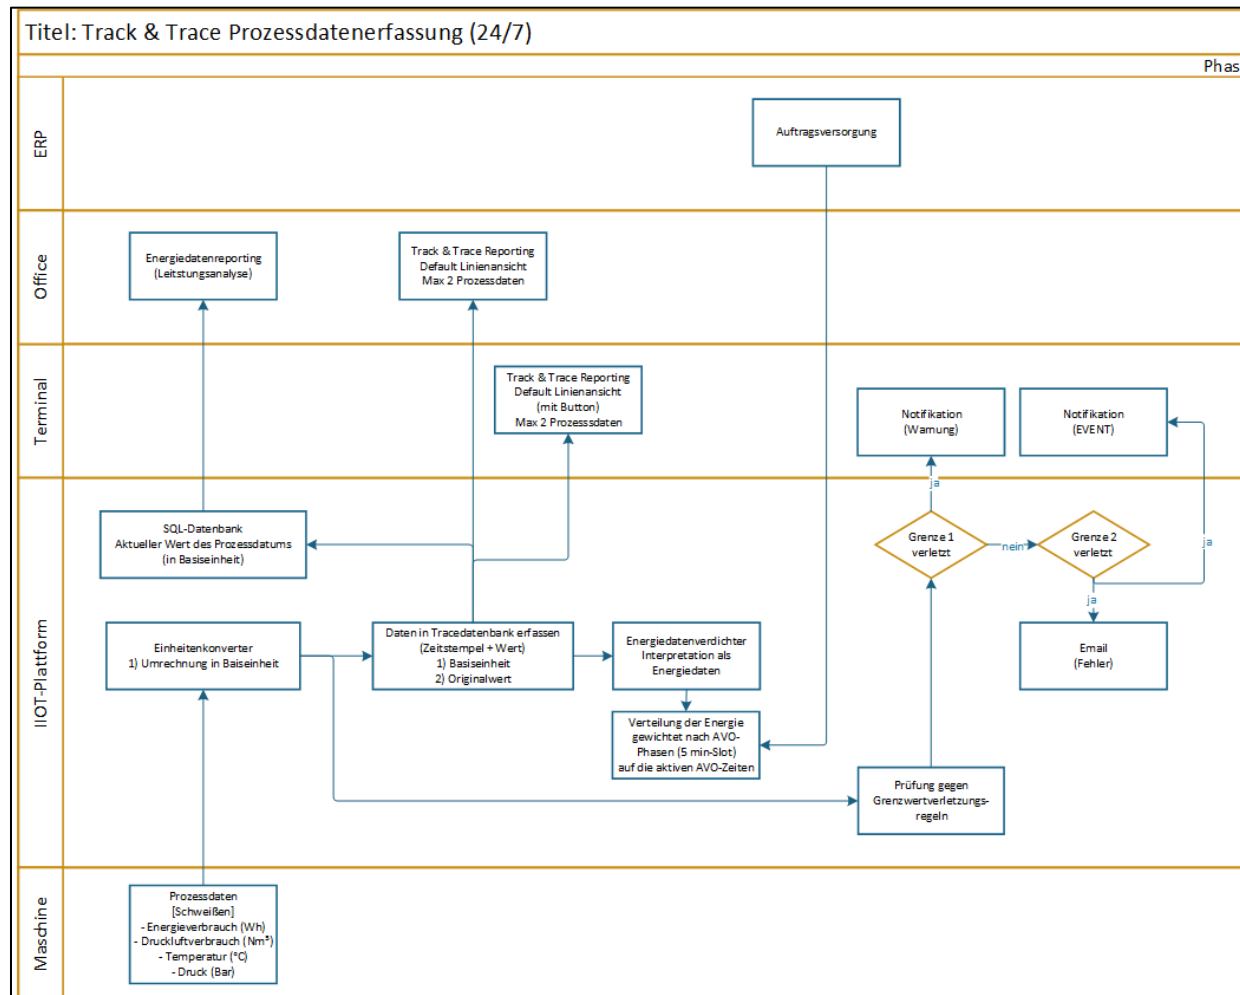 Titel: Track & Trace Prozessdatenerfassung (24/7)
Phas
ERP
Auftragsversorgung
Office
Energiedatenreporting
(Leitstungsanalyse)
Track & Trace Reporting
Default Linienansicht
Max 2 Prozessdaten
Terminal
Track & Trace Reporting
Default Linienansicht
(mit Button)
Max 2 Prozesssdaten
Notifikation
(Warnung)
Notifikation
(EVENT)
IIOT-Plattform
SQL-Datenbank
Aktueller Wert des Prozessdatums
(in Basiseinheit)
ja
Grenze 1
verletzt
nein
Grenze 2
verletzt
ja
ja
Einheitenkonverter
1) Umrechnung in Baiseinheit
Daten in Tracedatenbank erfassen
(Zeitstempel + Wert)
1) Basiseinheit
2) Originalwert
Energiedatenverdichter
Interpretation als
Energiedaten
Email
(Fehler)
Verteilung der Energie
gewichtet nach AVO-
Phasen (5 min-Slot)
auf die aktiven AVO-Zeiten
Prüfung gegen
Grenzwertverletzungs-
regeln
Maschine
Prozessdaten
[Schweißen]
- Energieverbrauch (Wh)
- Druckluftverbrauch (Nm³)
- Temperatur (°C)
- Druck (Bar)